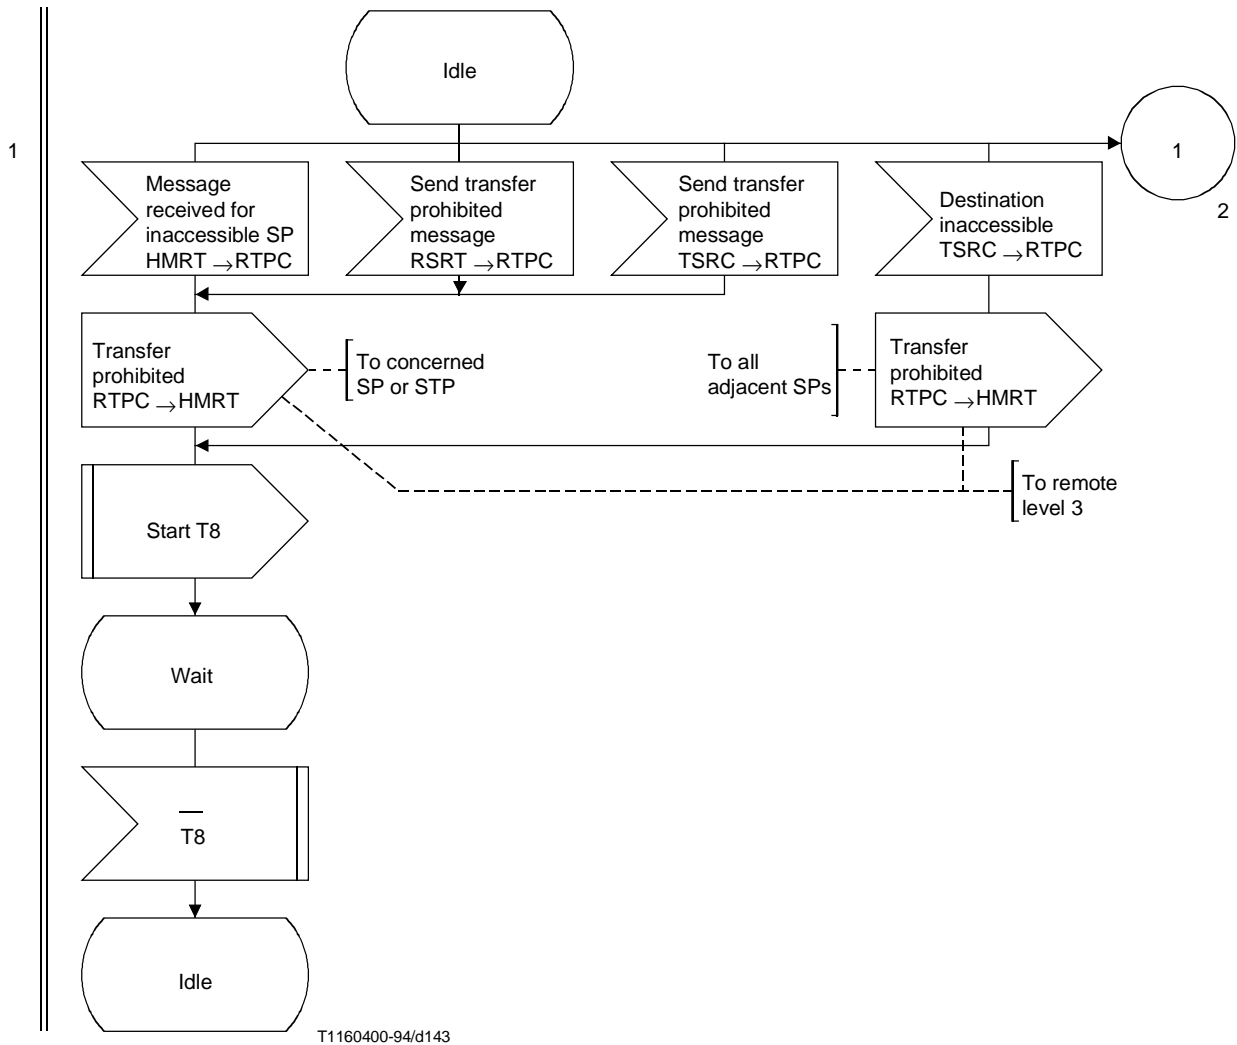 Idle
1
1
2
Message
received for
inaccessible SP
HMRT →RTPC
Send transfer
prohibited
message
RSRT →RTPC
Send transfer
prohibited
message
TSRC →RTPC
Destination
inaccessible
TSRC →RTPC
Transfer
prohibited
RTPC →HMRT
To concerned
SP or STP
To all
adjacent SPs
Transfer
prohibited
RTPC →HMRT
To remote
level 3
Start T8
Wait
T8
Idle
T1160400-94/d143